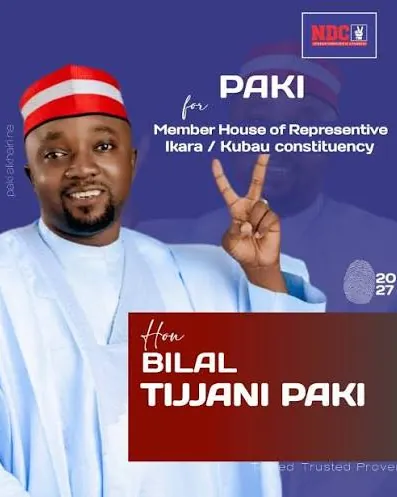 NDC
PAKI
for
Member House of Representive
Ikara / Kubau constituency
2027
Hon
BILAL
TIJJANI PAKI
Trusted Proven